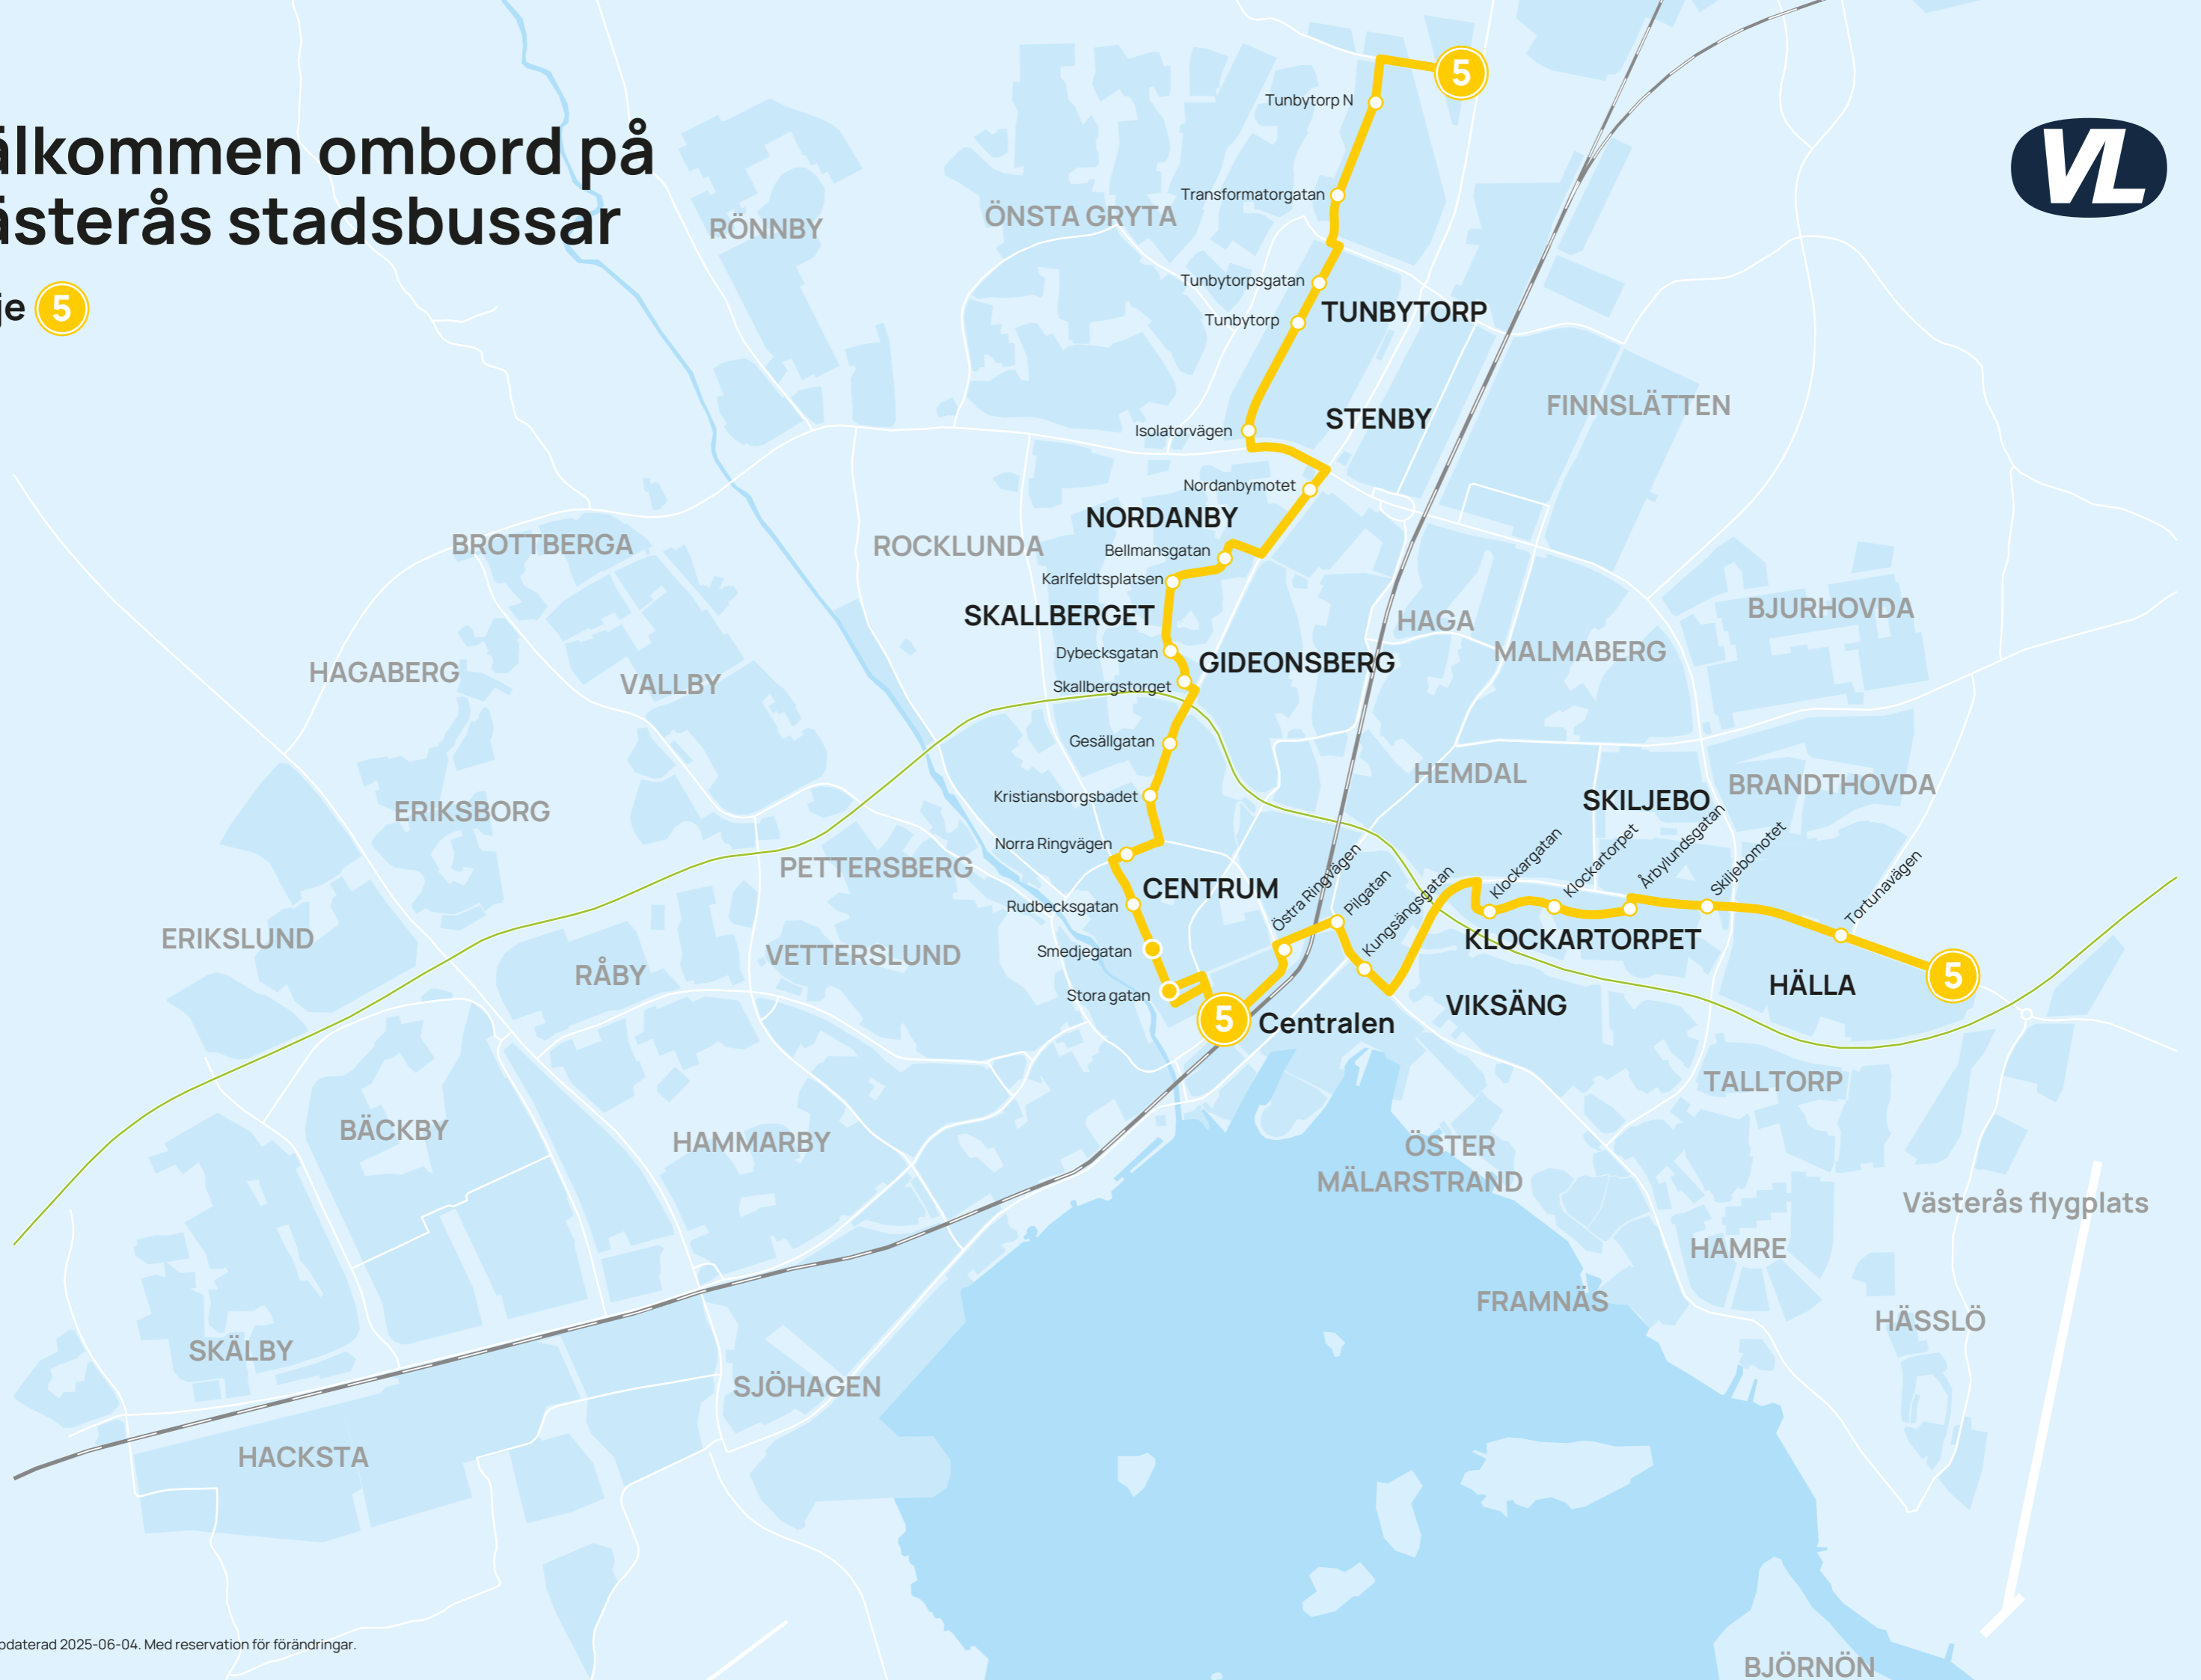 älkommen ombord på
ästerås stadsbussar
je 5
VL
5
Tunbytorp N
Transformatorgatan
RÖNNBY
ÖNSTA GRYTA
Tunbytorpsgatan
TUNBYTORP
Tunbytorp
FINNSLÄTTEN
STENBY
Isolatorvägen
Nordanbymotet
NORDANBY
BROTTBERGA
ROCKLUNDA
Bellmansgatan
Karlfeldtsplatsen
SKALLBERGET
HAGA
BJURHOVDA
MALMABERG
Dybecksgatan
GIDEONSBERG
HAGABERG
VALLBY
Skallbergstorget
Gesällgatan
HEMDAL
BRANDTHOVDA
SKILJEBO
Kristiansborgsbadet
ERIKSBORG
Norra Ringvägen
PETTERSBERG
CENTRUM
Östra Ringvägen
Pilgatan
Kungsängsgatan
Klockargatan
Klockartorpet
Årbylundsgatan
Skiljebomotet
Tortunavägen
Rudbecksgatan
ERIKSLUND
KLOCKARTORPET
Smedjegatan
VETTERSLUND
RÅBY
5
HÄLLA
Stora gatan
VIKSÄNG
5 Centralen
TALLTORP
BÄCKBY
HAMMARBY
ÖSTER
MÄLARSTRAND
Västerås flygplats
HAMRE
FRAMNÄS
HÄSSLÖ
SKÄLBY
SJÖHAGEN
HACKSTA
pdaterad 2025-06-04. Med reservation för förändringar.
BJÖRNÖN